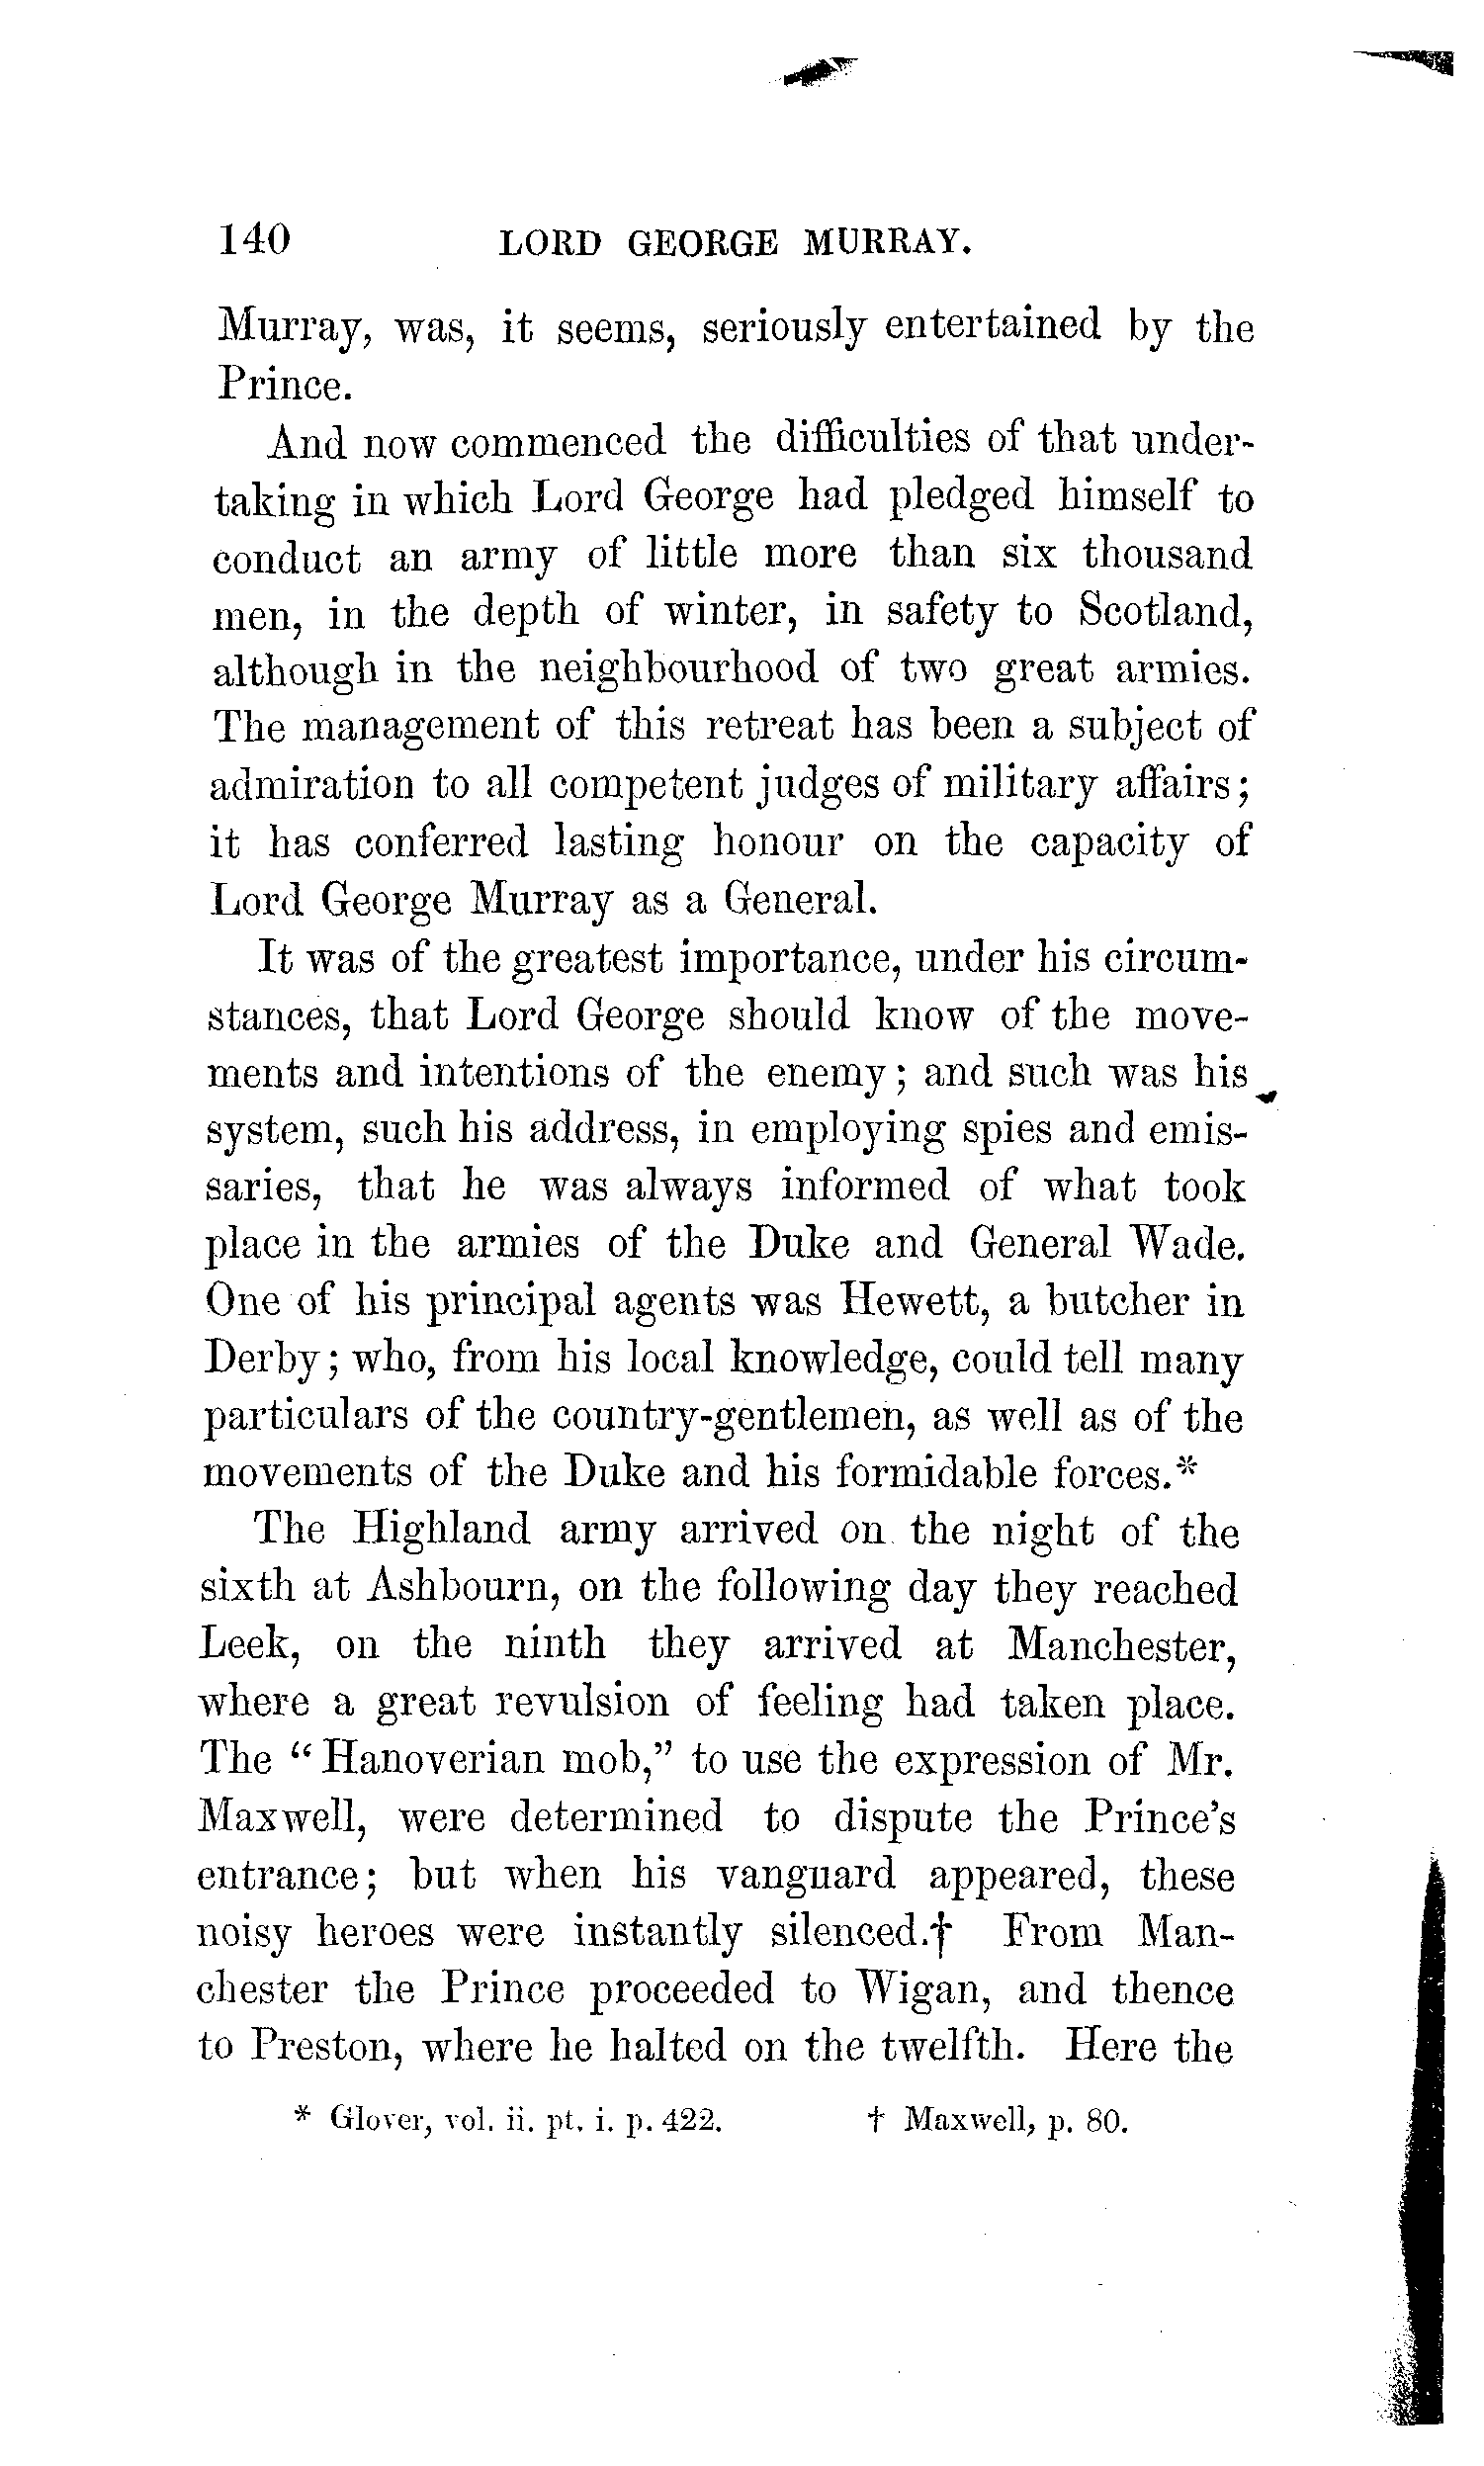 140 LORD GEORGE MURRAY.
Murray, was, it seems, seriously entertained by the
Prince.
And now commenced the difficulties of that under-
taking in which Lord George had pledged himself to
conduct an army of little more than six thousand
men, in the depth of winter, in safety to Scotland,
although in the neighbourhood of two great armies.
The management of this retreat has been a subject of
admiration to all competent judges of military affairs;
it has conferred lasting honour on the capacity of
Lord George Murray as a General.
It was of the greatest importance, under his circum-
stances, that Lord George should know of the move-
ments and intentions of the enemy; and such was his
system, such his address, in employing spies and emis-
saries, that he was always informed of what took
place in the armies of the Duke and General Wade.
One of his principal agents was Hewett, a butcher in
Derby; who, from his local knowledge, could tell many
particulars of the country-gentlemen, as well as of the
movements of the Duke and his formidable forces.*
The Highland army arrived on the night of the
sixth at Ashbourn, on the following day they reached
Leek, on the ninth they arrived at Manchester,
where a great revulsion of feeling had taken place.
The "Hanoverian mob," to use the expression of Mr.
Maxwell, were determined to dispute the Prince's
entrance; but when his vanguard appeared, these
noisy heroes were instantly silenced.† From Man-
chester the Prince proceeded to Wigan, and thence
to Preston, where he halted on the twelfth. Here the
* Glover, vol. ii. pt. i. p. 422. † Maxwell, p. 80.